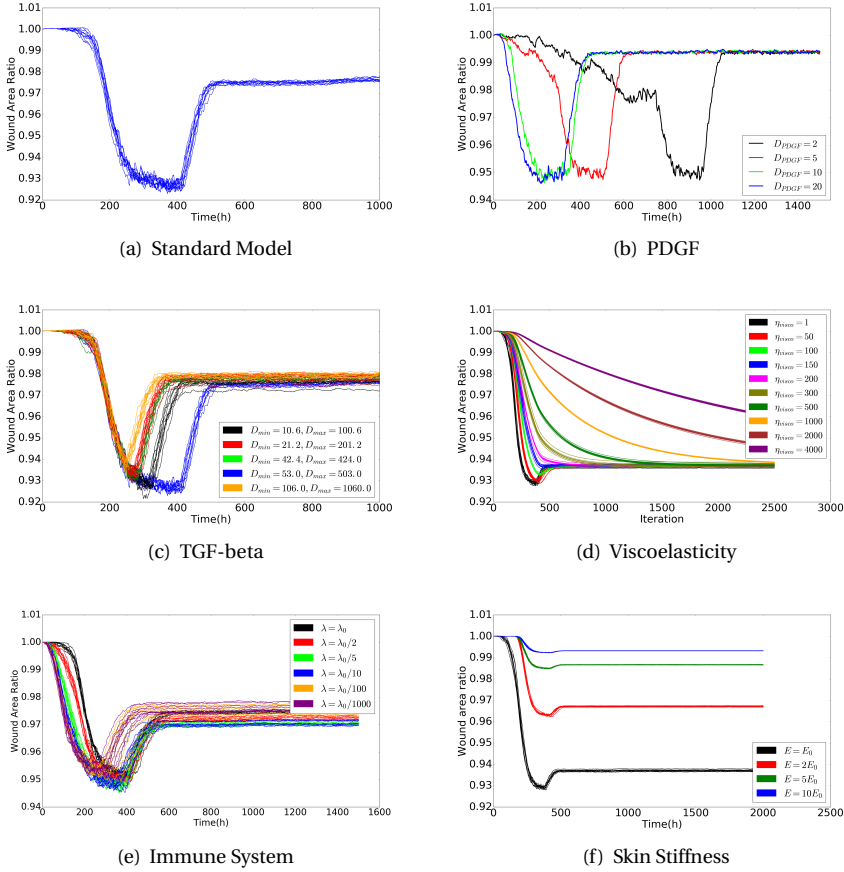 1.01
1.00
0.99
0.98
0.97
0.96
0.95
0.94
0.93
0.92
Wound Area Ratio
0 200 400 600 800 1000
Time(h)
(a) Standard Model
1.01
1.00
0.99
0.98
0.97
0.96
0.95
0.94
Wound Area Ratio
D_PDGF = 2
D_PDGF = 5
D_PDGF = 10
D_PDGF = 20
0 200 400 600 800 1000 1200 1400
Time(h)
(b) PDGF
1.01
1.00
0.99
0.98
0.97
0.96
0.95
0.94
0.93
0.92
Wound Area Ratio
D_min = 10.6, D_max = 100.6
D_min = 21.2, D_max = 201.2
D_min = 42.4, D_max = 424.0
D_min = 53.0, D_max = 503.0
D_min = 106.0, D_max = 1060.0
0 200 400 600 800 1000
Time(h)
(c) TGF-beta
1.01
1.00
0.99
0.98
0.97
0.96
0.95
0.94
0.93
0.92
Wound Area Ratio
η_visos = 1
η_visos = 50
η_visos = 100
η_visos = 150
η_visos = 200
η_visos = 300
η_visos = 500
η_visos = 1000
η_visos = 2000
η_visos = 4000
0 500 1000 1500 2000 2500 3000
Iteration
(d) Viscoelasticity
1.01
1.00
0.99
0.98
0.97
0.96
0.95
0.94
Wound Area Ratio
λ = λ_0
λ = λ_0/2
λ = λ_0/5
λ = λ_0/10
λ = λ_0/100
λ = λ_0/1000
0 200 400 600 800 1000 1200 1400 1600
Time(h)
(e) Immune System
1.01
1.00
0.99
0.98
0.97
0.96
0.95
0.94
0.93
0.92
Wound area ratio
E = E_0
E = 2E_0
E = 5E_0
E = 10E_0
0 500 1000 1500 2000 2500
Time(h)
(f) Skin Stiffness